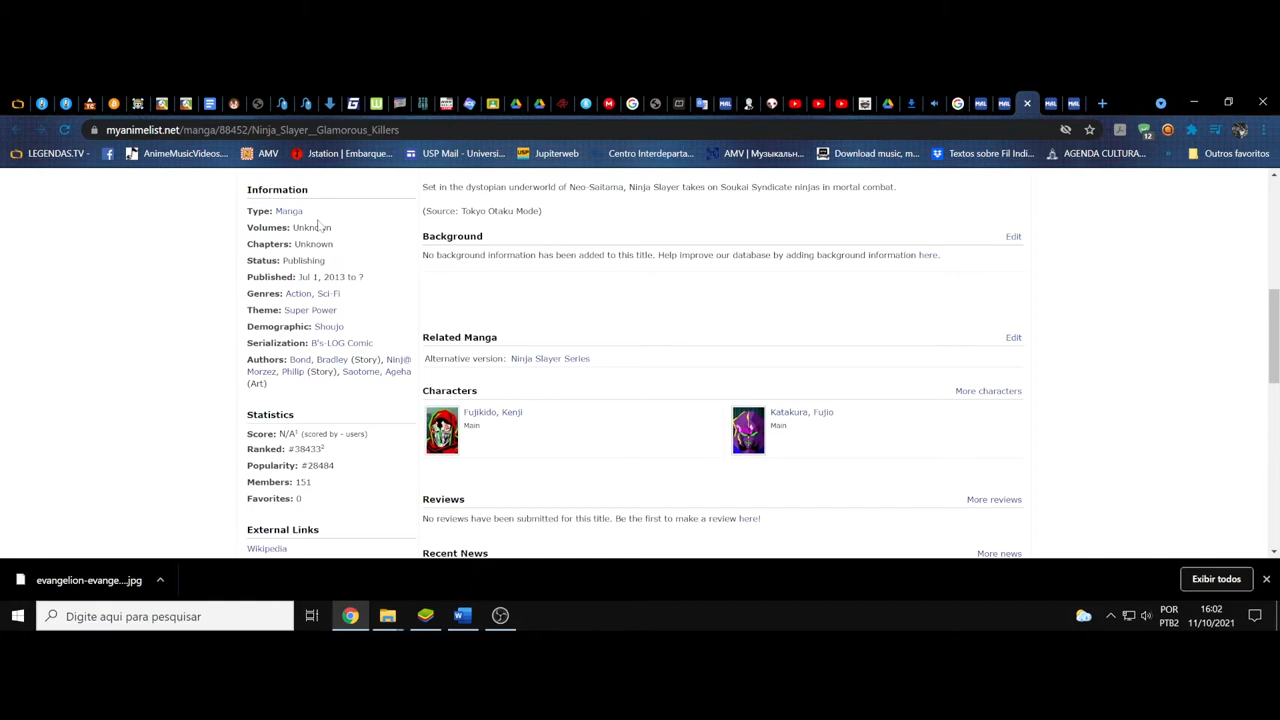 myanimelist.net/manga/88452/Ninja_Slayer__Glamorous_Killers
12
LEGENDAS.TV -
AnimeMusicVideos...
AMV
Jstation | Embarque...
USP Mail - Universi...
Jupiterweb
Centro Interdeparta...
AMV | Музыкальн...
Download music, m...
Textos sobre Fil Indi...
AGENDA CULTURA...
»
Outros favoritos
Information
Type: Manga
Volumes: Unknown
Chapters: Unknown
Status: Publishing
Published: Jul 1, 2013 to ?
Genres: Action, Sci-Fi
Theme: Super Power
Demographic: Shoujo
Serialization: B's-LOG Comic
Authors: Bond, Bradley (Story), Ninj@
Morzez, Philip (Story), Saotome, Ageha
(Art)
Statistics
Score: N/A1 (scored by - users)
Ranked: #384332
Popularity: #28484
Members: 151
Favorites: 0
External Links
Wikipedia
Set in the dystopian underworld of Neo-Saitama, Ninja Slayer takes on Soukai Syndicate ninjas in mortal combat.
(Source: Tokyo Otaku Mode)
Background
Edit
No background information has been added to this title. Help improve our database by adding background information here.
Related Manga
Edit
Alternative version: Ninja Slayer Series
Characters
More characters
Fujikido, Kenji
Main
Katakura, Fujio
Main
Reviews
More reviews
No reviews have been submitted for this title. Be the first to make a review here!
Recent News
More news
evangelion-evange....jpg
Exibir todos
Digite aqui para pesquisar
POR
PTB2
16:02
11/10/2021